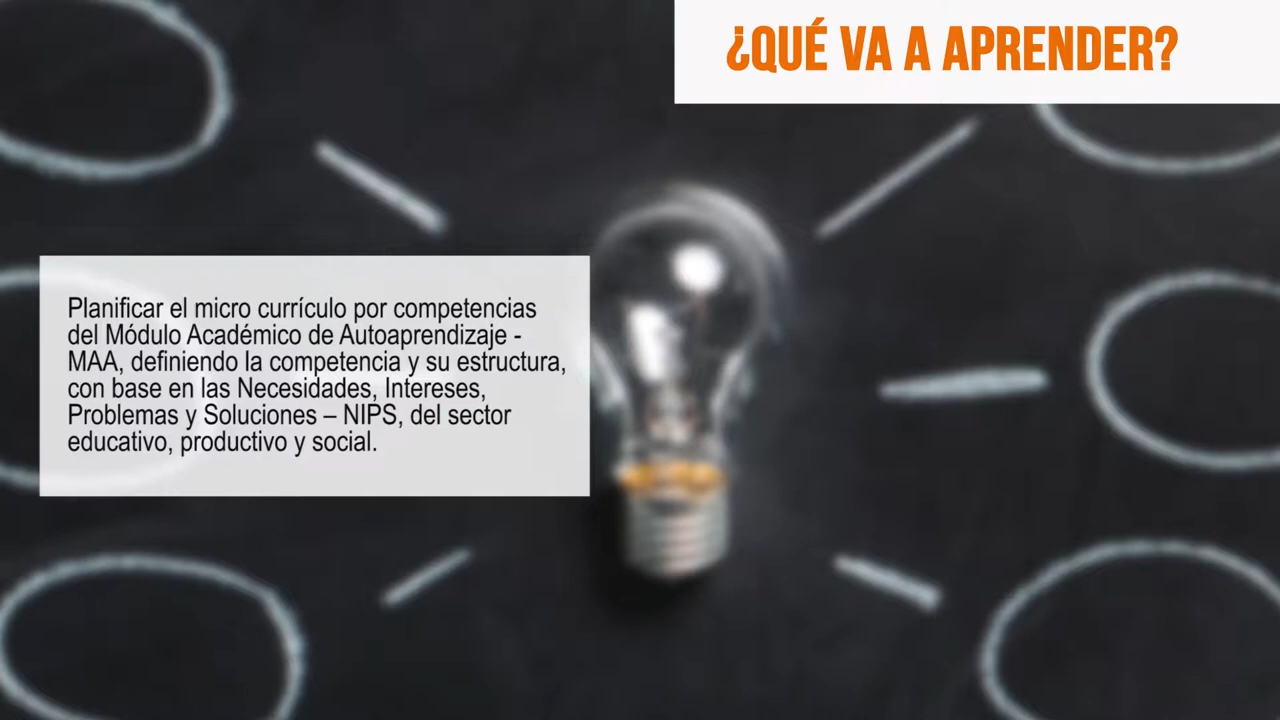 ¿QUÉ VA A APRENDER?
Planificar el micro currículo por competencias
del Módulo Académico de Autoaprendizaje -
MAA, definiendo la competencia y su estructura,
con base en las Necesidades, Intereses,
Problemas y Soluciones – NIPS, del sector
educativo, productivo y social.